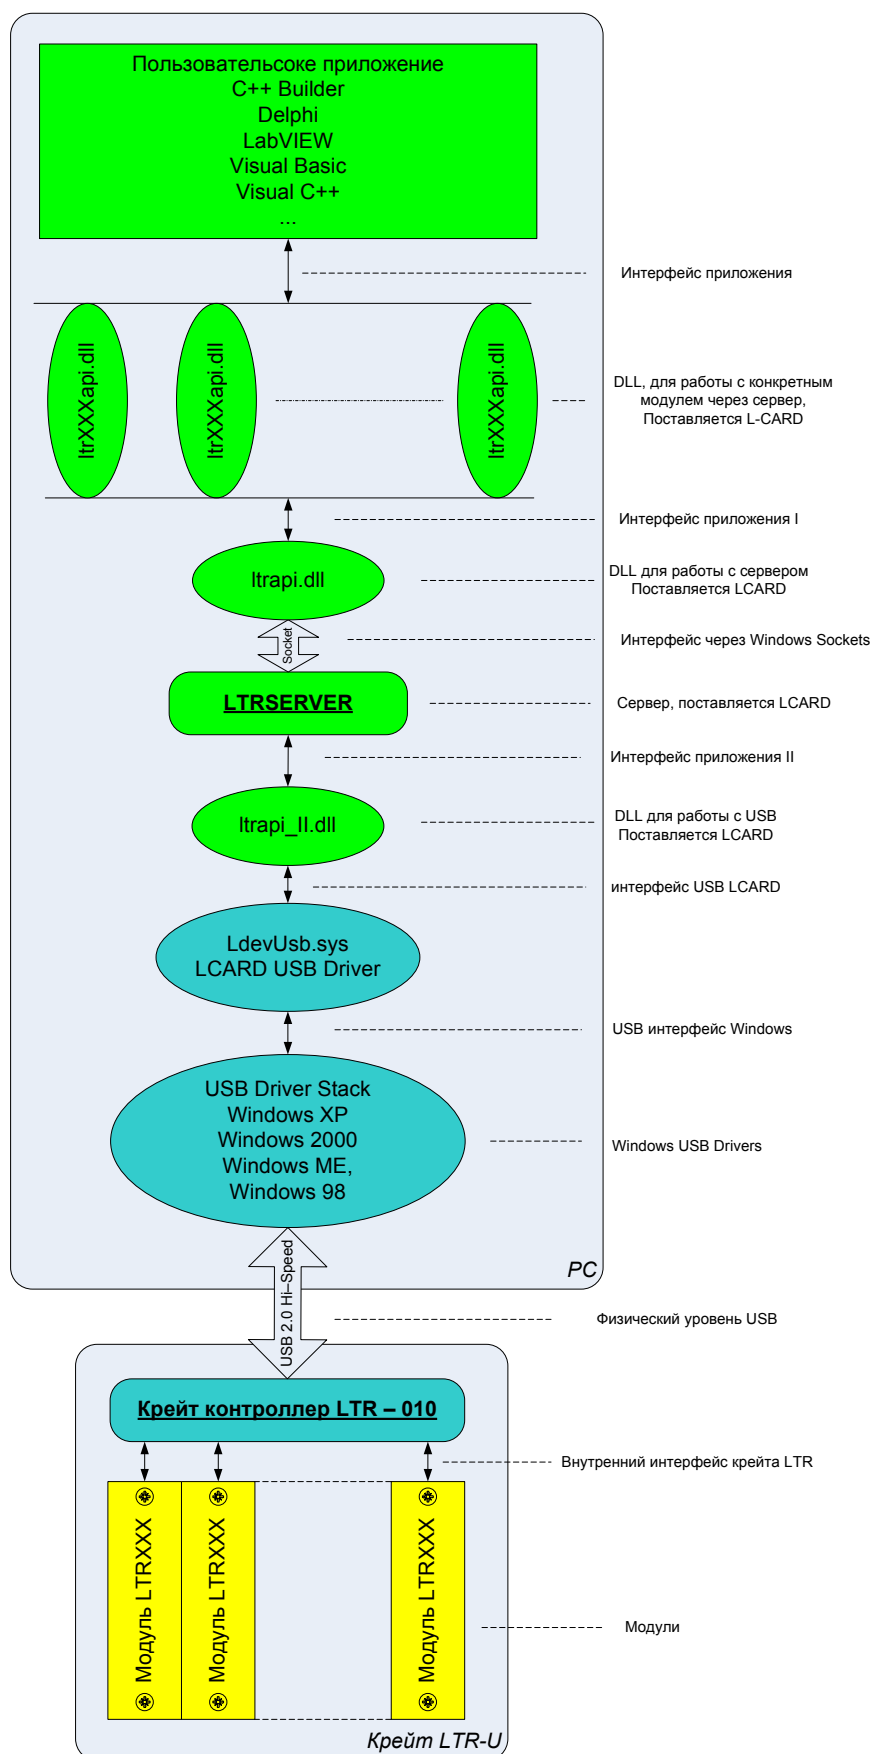 Пользовательсоке приложение
C++ Builder
Delphi
LabVIEW
Visual Basic
Visual C++
...
Интерфейс приложения
ltrXXXapi.dll
ltrXXXapi.dll
ltrXXXapi.dll
DLL, для работы с конкретным
модулем через сервер,
Поставляется L-CARD
Интерфейс приложения I
ltrapi.dll
DLL для работы с сервером
Поставляется LCARD
Socket
Интерфейс через Windows Sockets
LTRSERVER
Сервер, поставляется LCARD
Интерфейс приложения II
ltrapi_II.dll
DLL для работы с USB
Поставляется LCARD
интерфейс USB LCARD
LdevUsb.sys
LCARD USB Driver
USB интерфейс Windows
USB Driver Stack
Windows XP
Windows 2000
Windows ME,
Windows 98
Windows USB Drivers
PC
USB 2.0 Hi–Speed
Физический уровень USB
Крейт контроллер LTR – 010
Внутренний интерфейс крейта LTR
Модуль LTRXXX
Модуль LTRXXX
Модуль LTRXXX
Модули
Крейт LTR-U